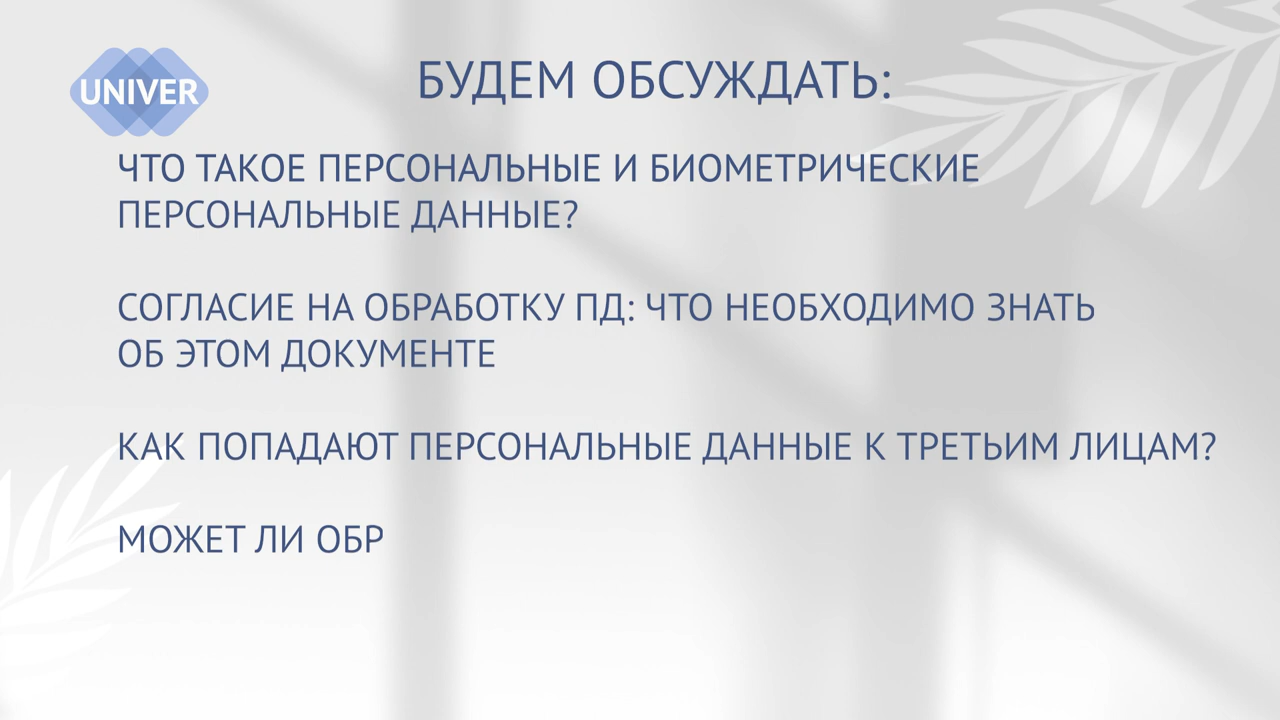 UNIVER
БУДЕМ ОБСУЖДАТЬ:
ЧТО ТАКОЕ ПЕРСОНАЛЬНЫЕ И БИОМЕТРИЧЕСКИЕ
ПЕРСОНАЛЬНЫЕ ДАННЫЕ?
СОГЛАСИЕ НА ОБРАБОТКУ ПД: ЧТО НЕОБХОДИМО ЗНАТЬ
ОБ ЭТОМ ДОКУМЕНТЕ
КАК ПОПАДАЮТ ПЕРСОНАЛЬНЫЕ ДАННЫЕ К ТРЕТЬИМ ЛИЦАМ?
МОЖЕТ ЛИ ОБР